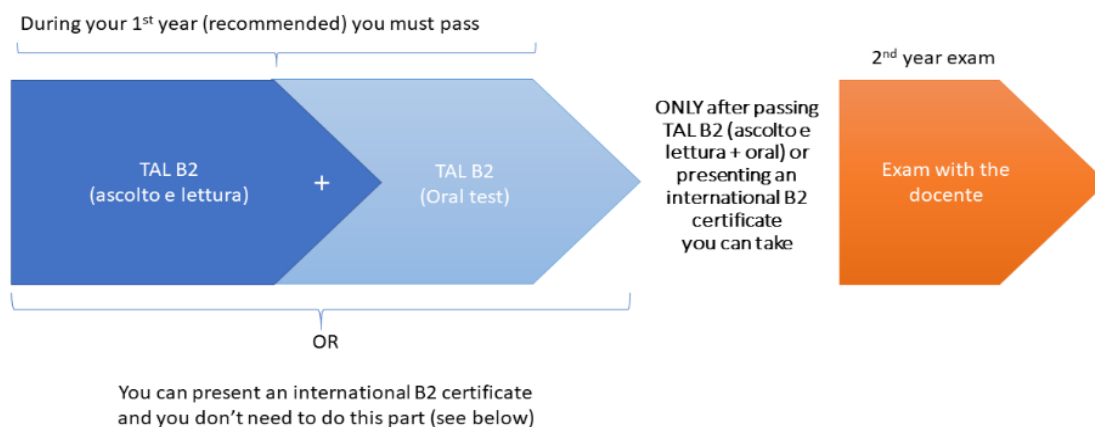 During your 1st year (recommended) you must pass
TAL B2
(ascolto e lettura)
+
TAL B2
(Oral test)
ONLY after passing
TAL B2 (ascolto e
lettura + oral) or
presenting an
international B2
certificate
you can take
2nd year exam
Exam with the
docente
OR
You can present an international B2 certificate
and you don't need to do this part (see below)